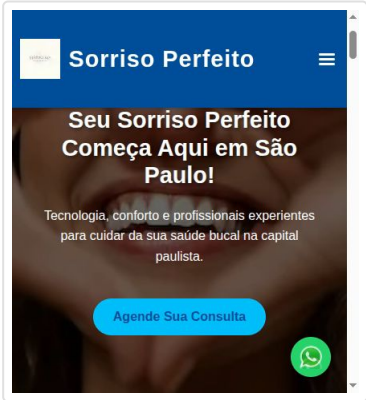 Sorriso Perfeito
Seu Sorriso Perfeito
Começa Aqui em São
Paulo!
Tecnologia, conforto e profissionais experientes
para cuidar da sua saúde bucal na capital
paulista.
Agende Sua Consulta